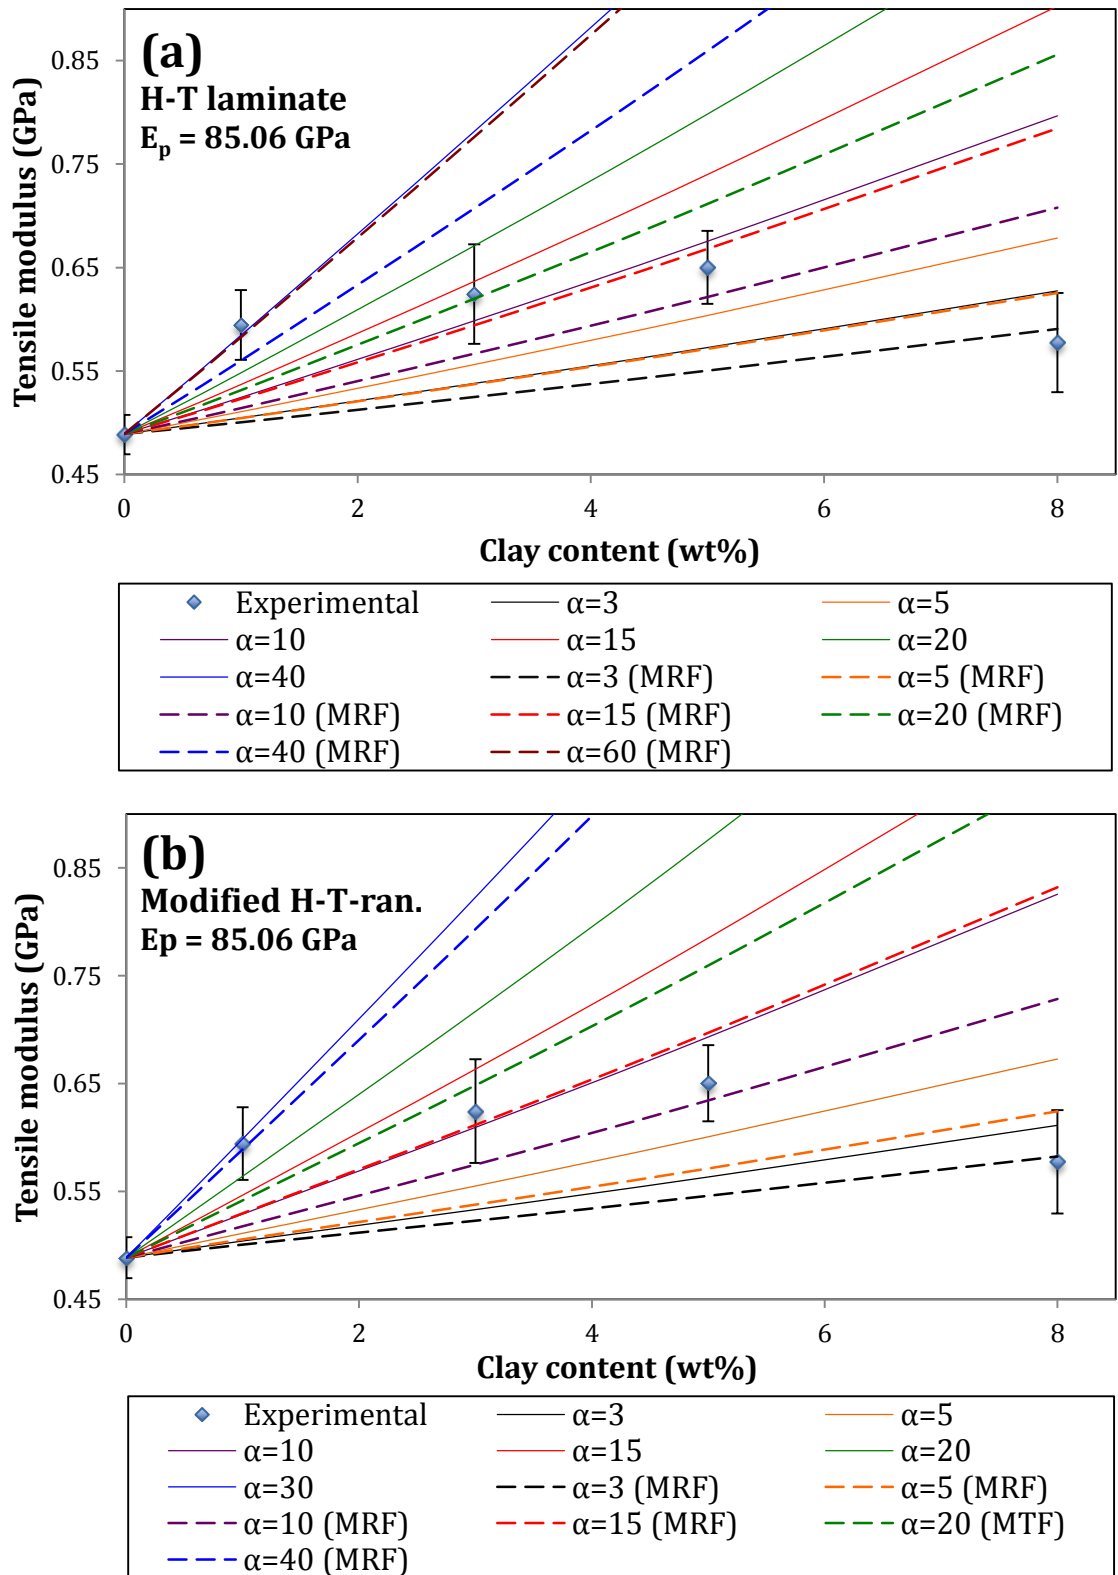 (a)
H-T laminate
Eₚ = 85.06 GPa
Tensile modulus (GPa)
0.85
0.75
0.65
0.55
0.45
0 2 4 6 8
Clay content (wt%)
Experimental α=3 α=5
α=10 α=15 α=20
α=40 α=3 (MRF) α=5 (MRF)
α=10 (MRF) α=15 (MRF) α=20 (MRF)
α=40 (MRF) α=60 (MRF)
(b)
Modified H-T-ran.
Ep = 85.06 GPa
Tensile modulus (GPa)
0.85
0.75
0.65
0.55
0.45
0 2 4 6 8
Clay content (wt%)
Experimental α=3 α=5
α=10 α=15 α=20
α=30 α=3 (MRF) α=5 (MRF)
α=10 (MRF) α=15 (MRF) α=20 (MTF)
α=40 (MRF)